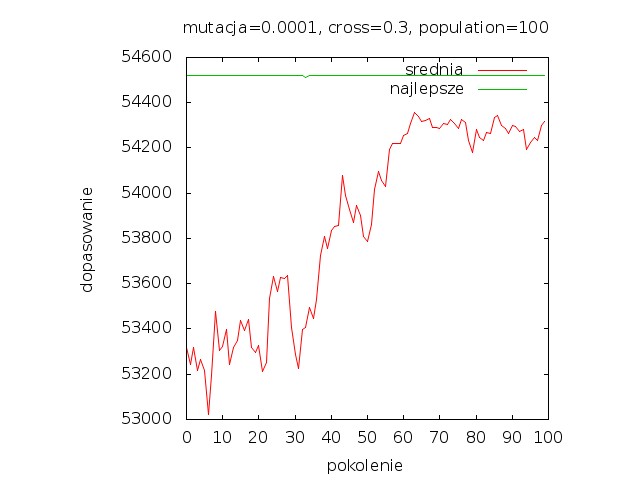 mutacja=0.0001, cross=0.3, population=100
54600
54400
54200
54000
53800
53600
53400
53200
53000
srednia
najlepsze
dopasowanie
0 10 20 30 40 50 60 70 80 90 100
pokolenie